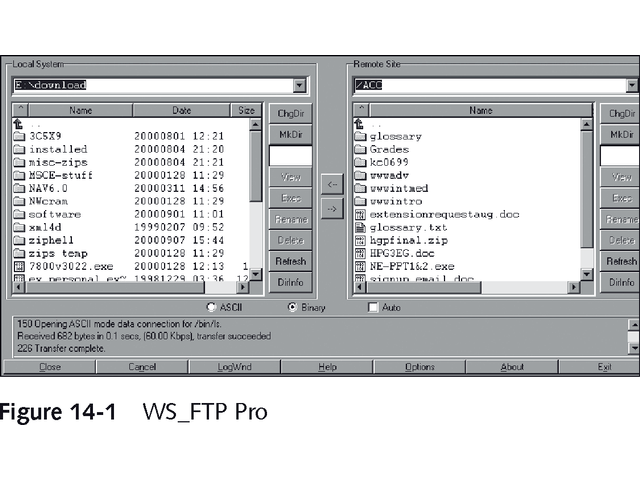 Local System
Remote Site
E:\download
/ACC
^ Name Date Size
ChgDir
^ Name
ChgDir
..
3C5X9 20000801 12:21
installed 20000804 21:20
misc-zips 20000804 21:21
MSCE-stuff 20000128 11:29
NAV6.0 20000311 14:56
NWcram 20000128 11:29
software 20000901 11:01
xml4d 19990207 09:52
ziphell 20000907 15:44
zips temp 20000128 11:29
7800v3022.exe 20000128 12:13 1
ex personal ex~ 19981229 03:36 12
MkDir
View
Exec
Rename
Delete
Refresh
DirInfo
<--
-->
..
glossary
Grades
kc0699
wwwadv
wwwintmed
wwwintro
extensionrequestaug.doc
glossary.txt
hgpfinal.zip
HPG3EG.doc
NE-PPT1&2.exe
signup email.doc
MkDir
View
Exec
Rename
Delete
Refresh
DirInfo
ASCII Binary Auto
150 Opening ASCII mode data connection for /bin/ls.
Received 682 bytes in 0.1 secs, (60.00 Kbps), transfer succeeded
226 Transfer complete.
Close Cancel LogWnd Help Options About Exit
Figure 14-1 WS_FTP Pro